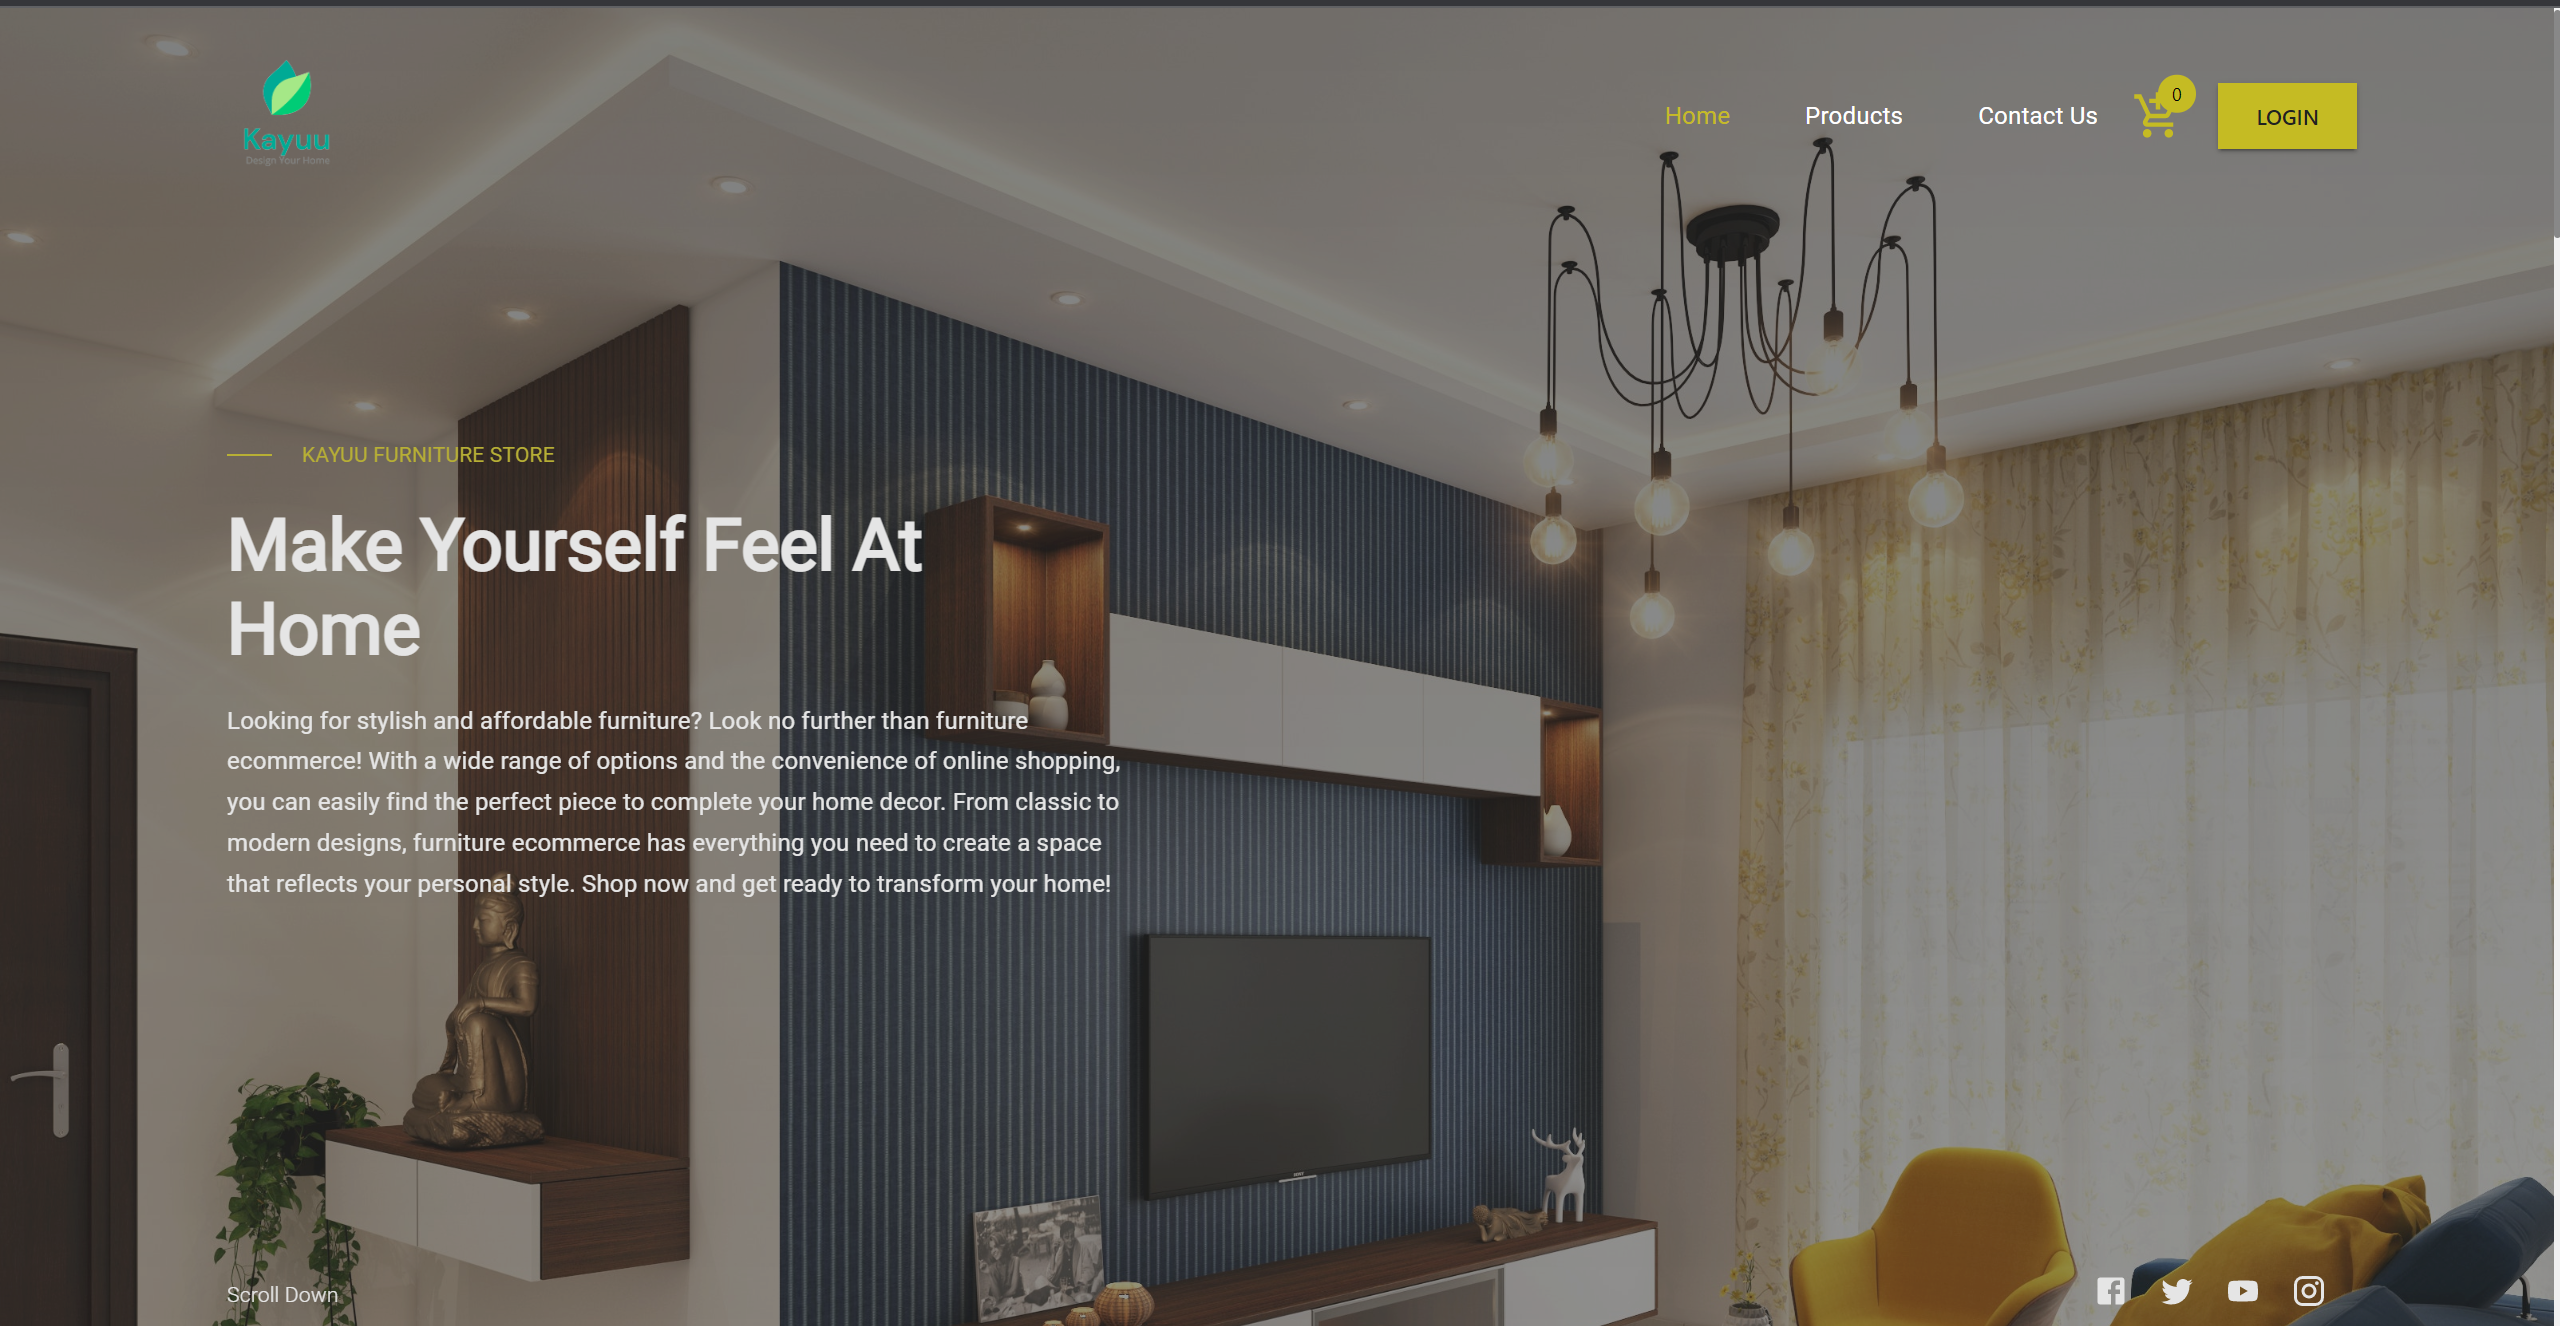 Kayuu
Design Your Home
Home
Products
Contact Us
0
LOGIN
KAYUU FURNITURE STORE
Make Yourself Feel At
Home
Looking for stylish and affordable furniture? Look no further than furniture
ecommerce! With a wide range of options and the convenience of online shopping,
you can easily find the perfect piece to complete your home decor. From classic to
modern designs, furniture ecommerce has everything you need to create a space
that reflects your personal style. Shop now and get ready to transform your home!
Scroll Down